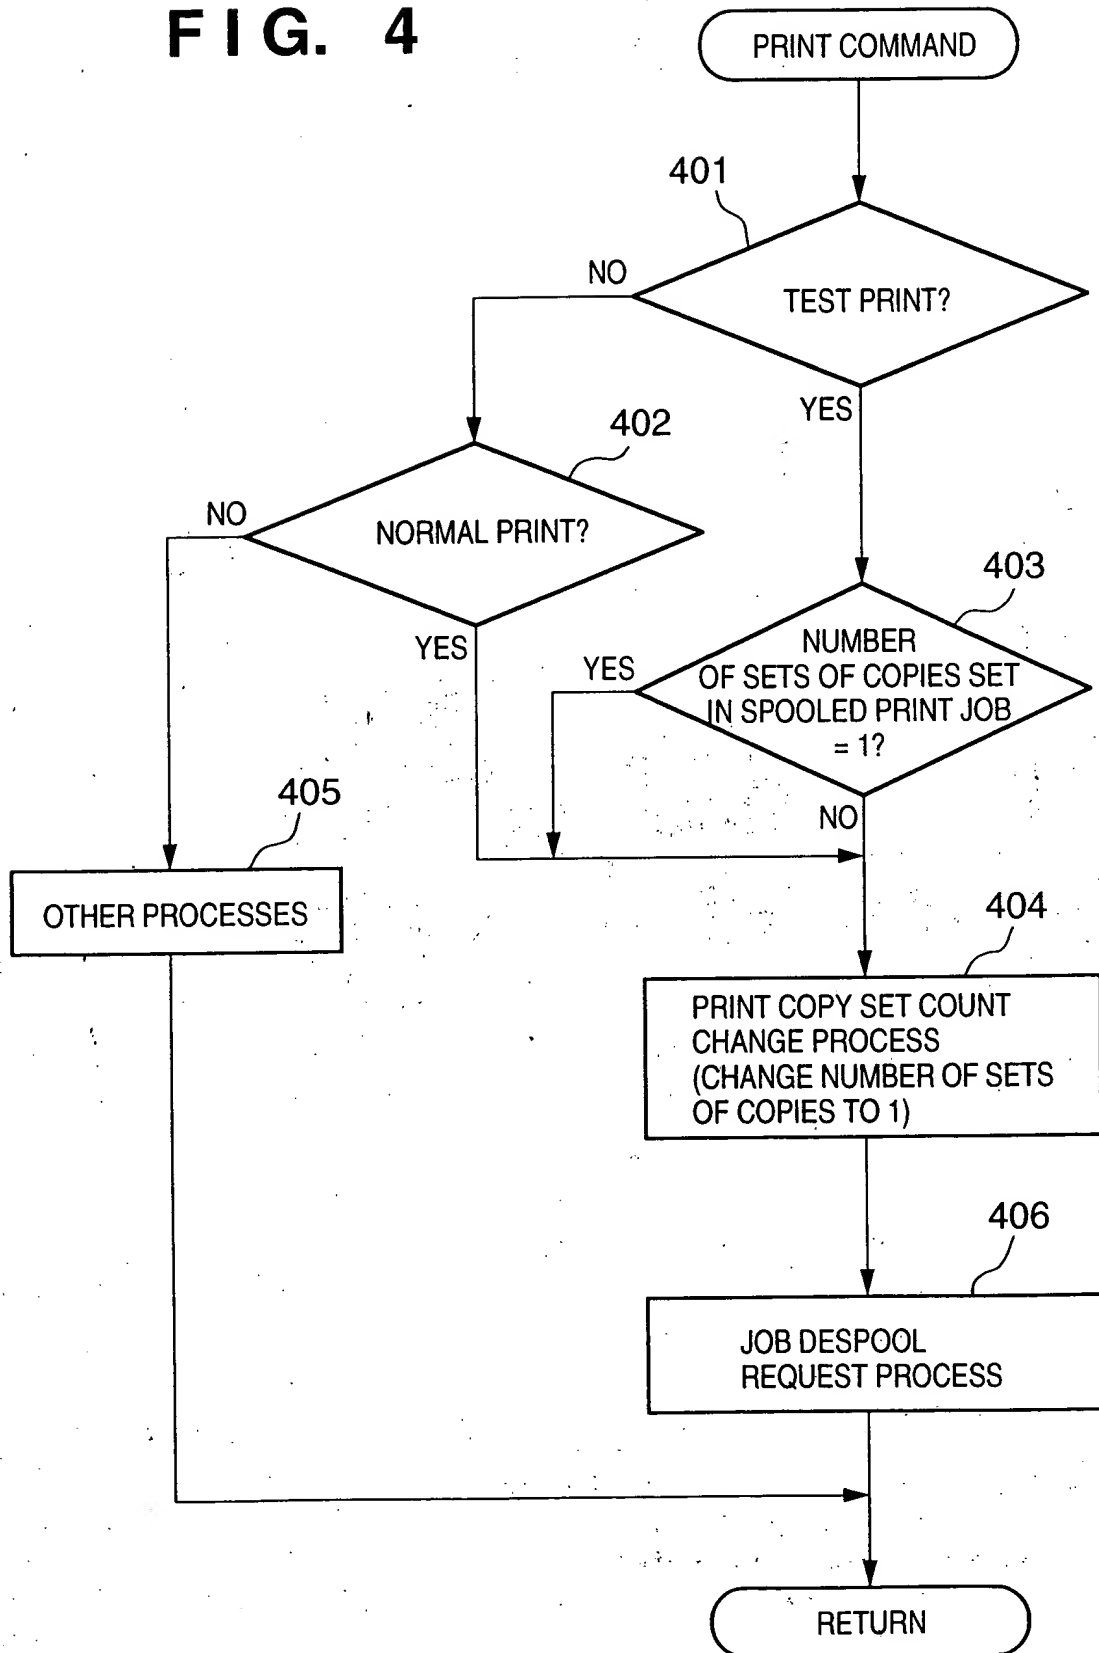 FIG. 4
PRINT COMMAND
401
NO
TEST PRINT?
YES
402
NO
NORMAL PRINT?
YES
403
YES
NUMBER
OF SETS OF COPIES SET
IN SPOOLED PRINT JOB
= 1?
NO
405
OTHER PROCESSES
404
PRINT COPY SET COUNT
CHANGE PROCESS
(CHANGE NUMBER OF SETS
OF COPIES TO 1)
406
JOB DESPOOL
REQUEST PROCESS
RETURN